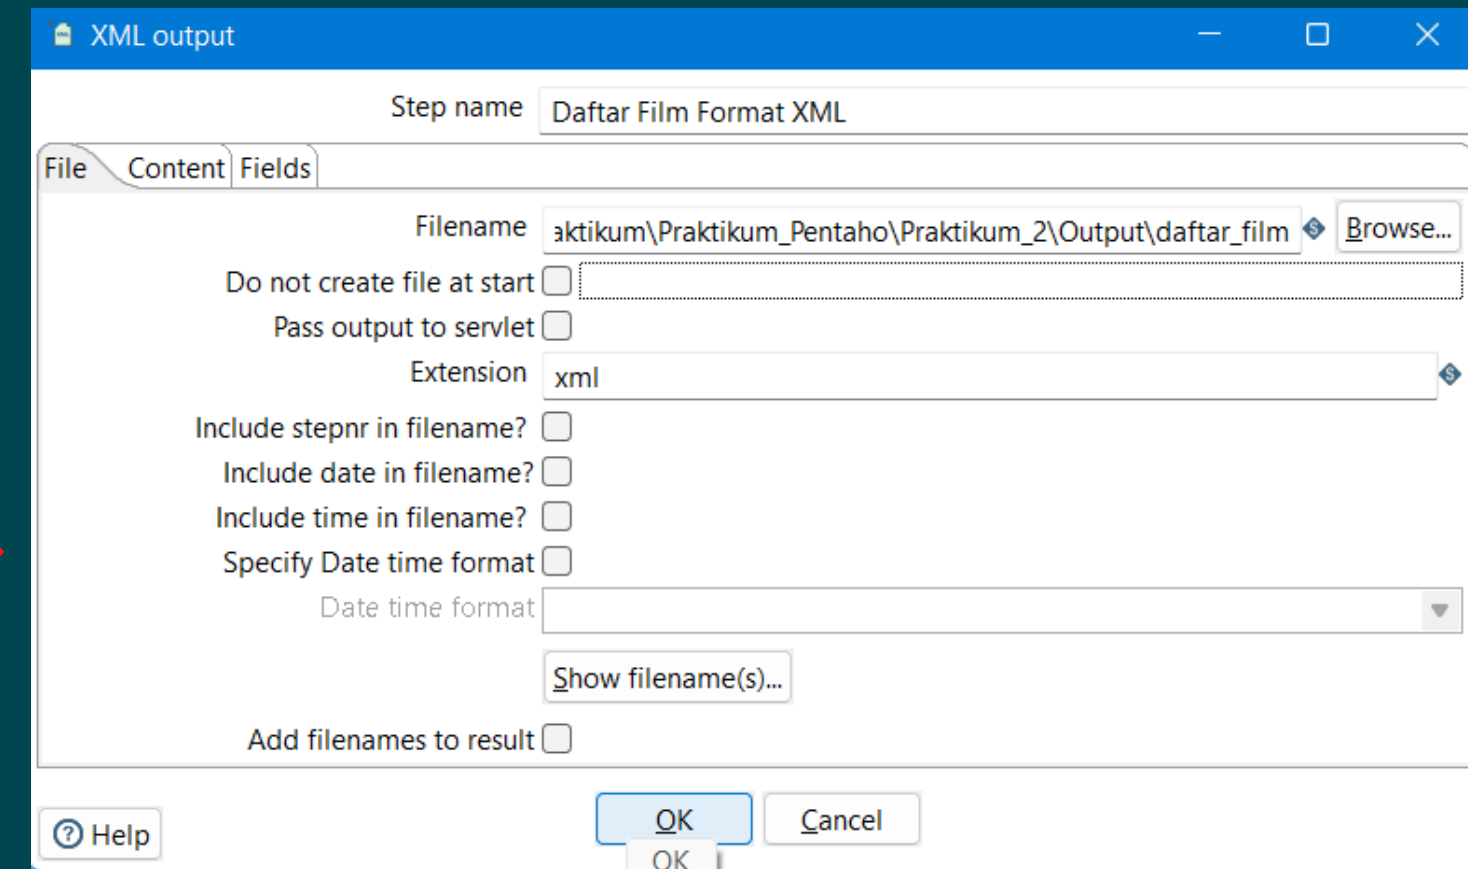 XML output
Step name Daftar Film Format XML
File Content Fields
Filename aktikum\Praktikum_Pentaho\Praktikum_2\Output\daftar_film Browse...
Do not create file at start
Pass output to servlet
Extension xml
Include stepnr in filename?
Include date in filename?
Include time in filename?
Specify Date time format
Date time format
Show filename(s)...
Add filenames to result
Help OK Cancel
OK